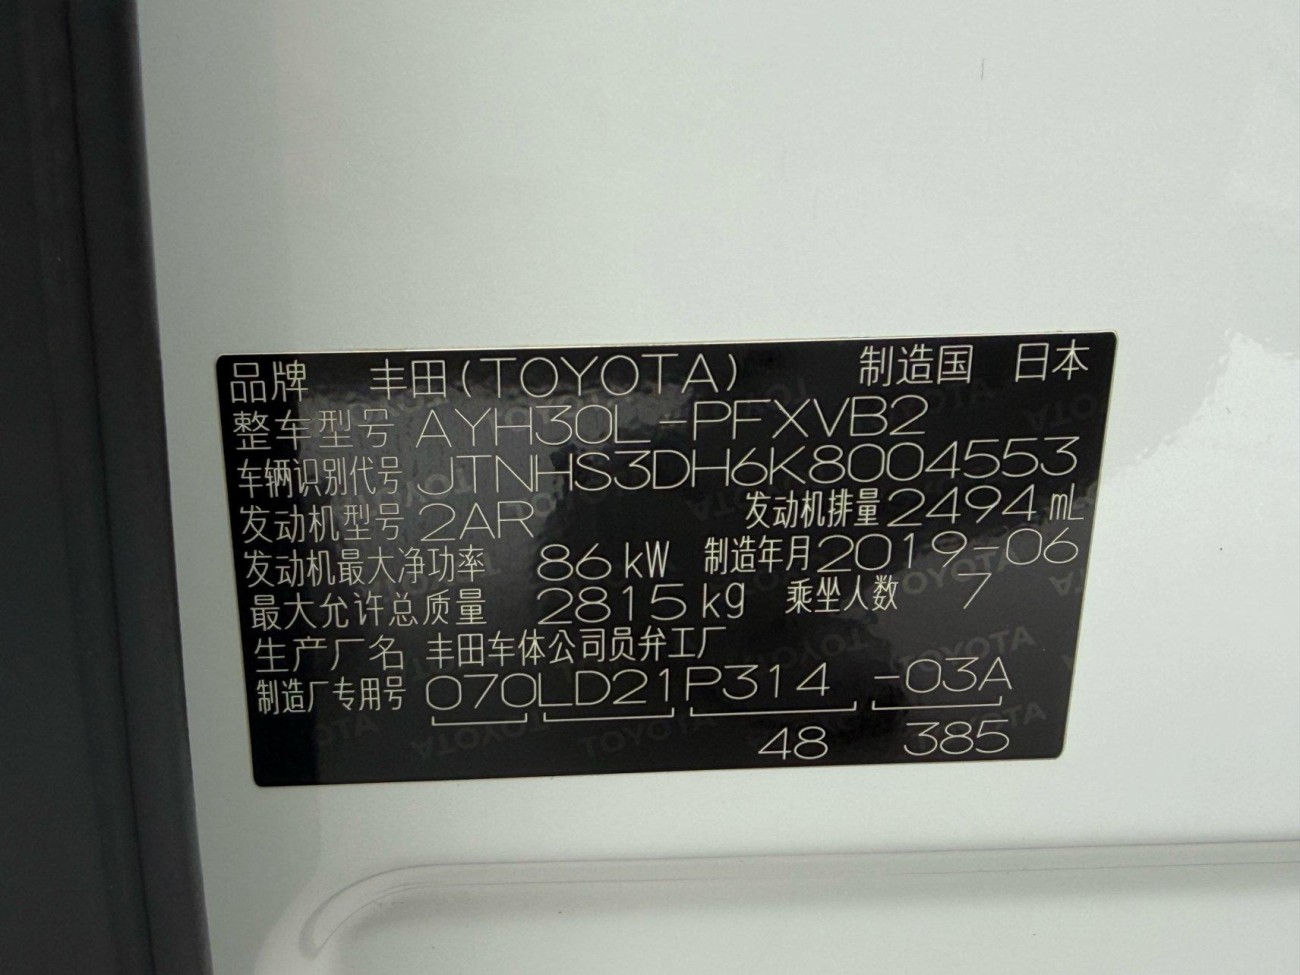 品牌 丰田(TOYOTA) 制造国 日本
整车型号 AYH30L-PFXVB2
车辆识别代号 JTNHS3DH6K8004553
发动机型号 2AR 发动机排量 2494 mL
发动机最大净功率 86 kW 制造年月 2019-06
最大允许总质量 2815 kg 乘坐人数 7
生产厂名 丰田车体公司员弁工厂
制造厂专用号 070LD21P314 -03A
48 385